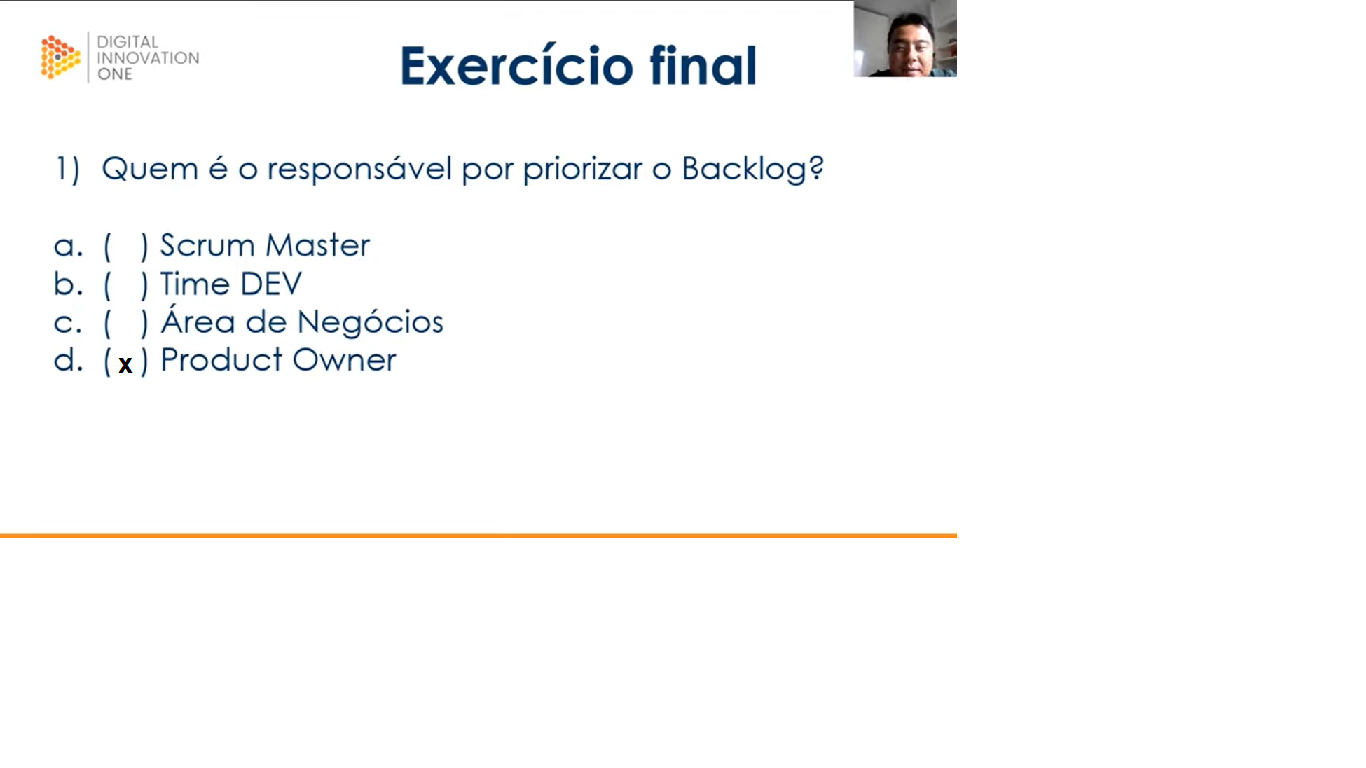 DIGITAL
INNOVATION
ONE
Exercício final
1) Quem é o responsável por priorizar o Backlog?
a. ( ) Scrum Master
b. ( ) Time DEV
c. ( ) Área de Negócios
d. ( x ) Product Owner